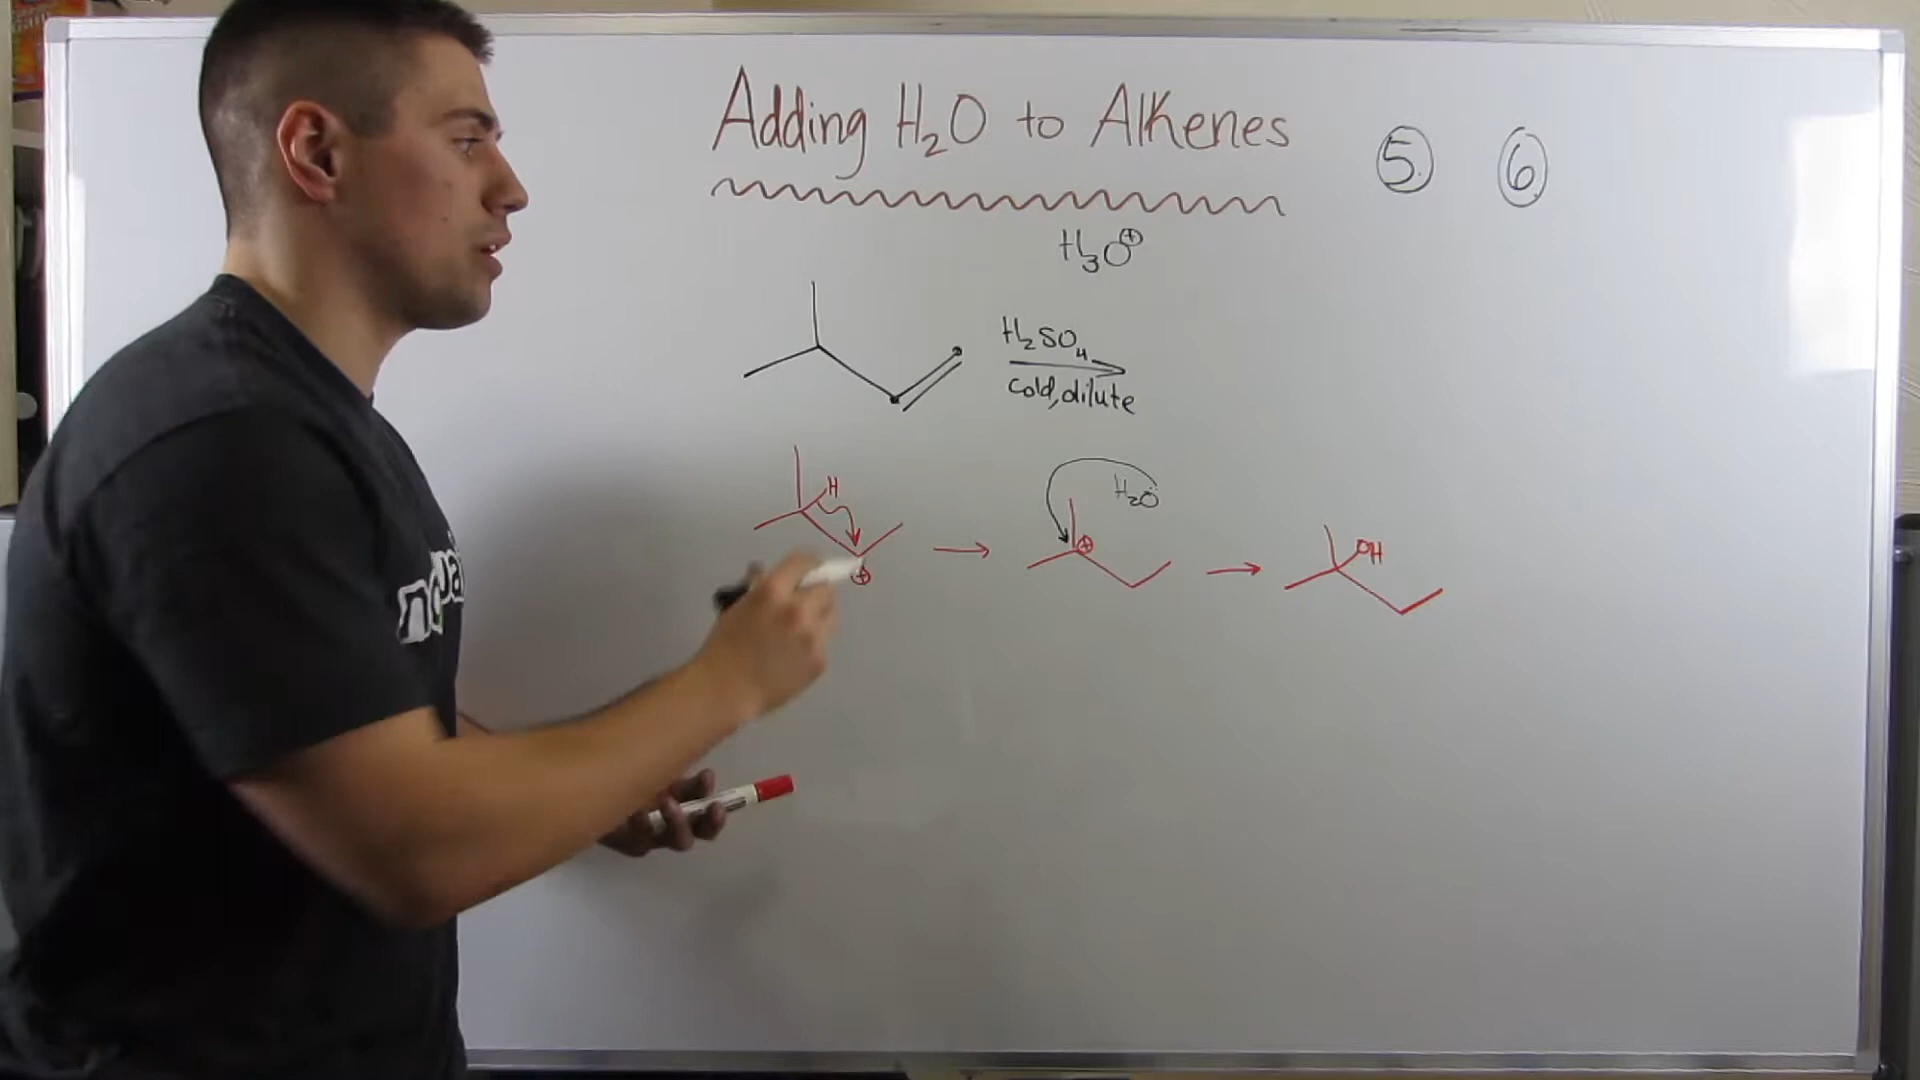 Adding H₂O to Alkenes
⑤ ⑥
H₃O⊕
H₂SO₄
cold, dilute
H
⊕
H₂O
⊕
OH